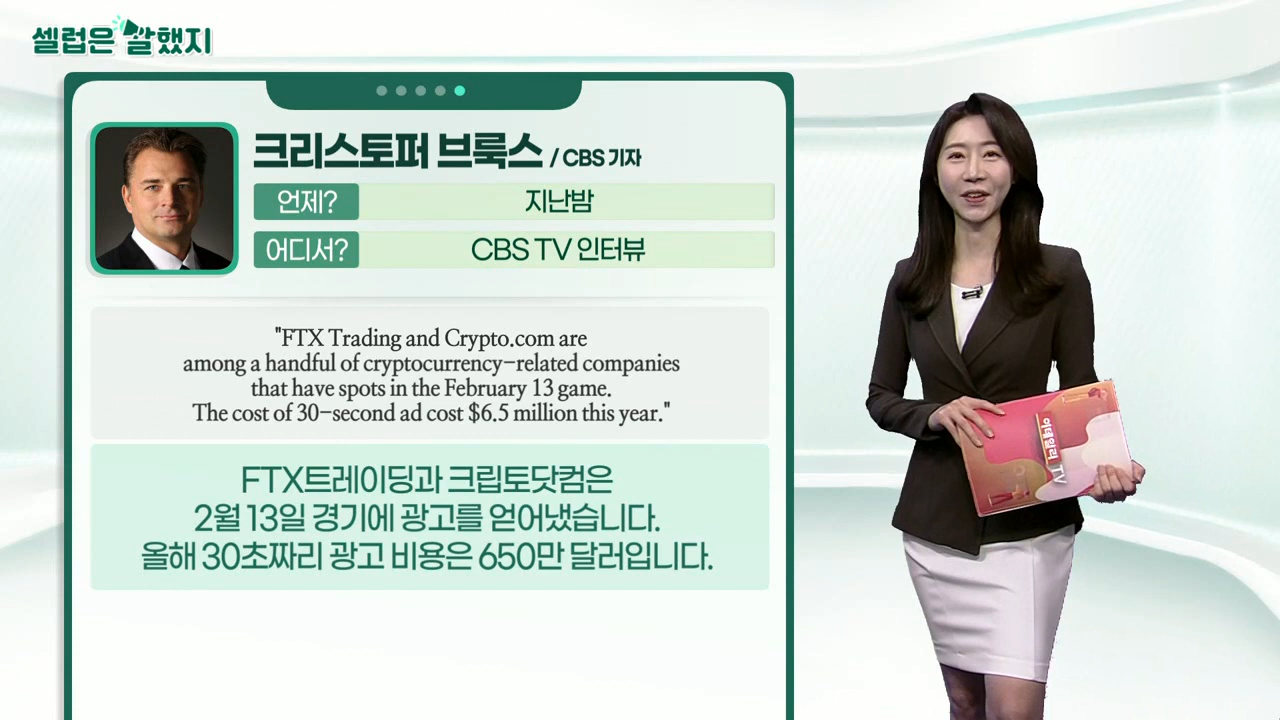 셀럽은 말했지
크리스토퍼 브룩스 / CBS 기자
언제? 지난밤
어디서? CBS TV 인터뷰
"FTX Trading and Crypto.com are
among a handful of cryptocurrency-related companies
that have spots in the February 13 game.
The cost of 30-second ad cost $6.5 million this year."
FTX트레이딩과 크립토닷컴은
2월 13일 경기에 광고를 얻어냈습니다.
올해 30초짜리 광고 비용은 650만 달러입니다.
이데일리 TV